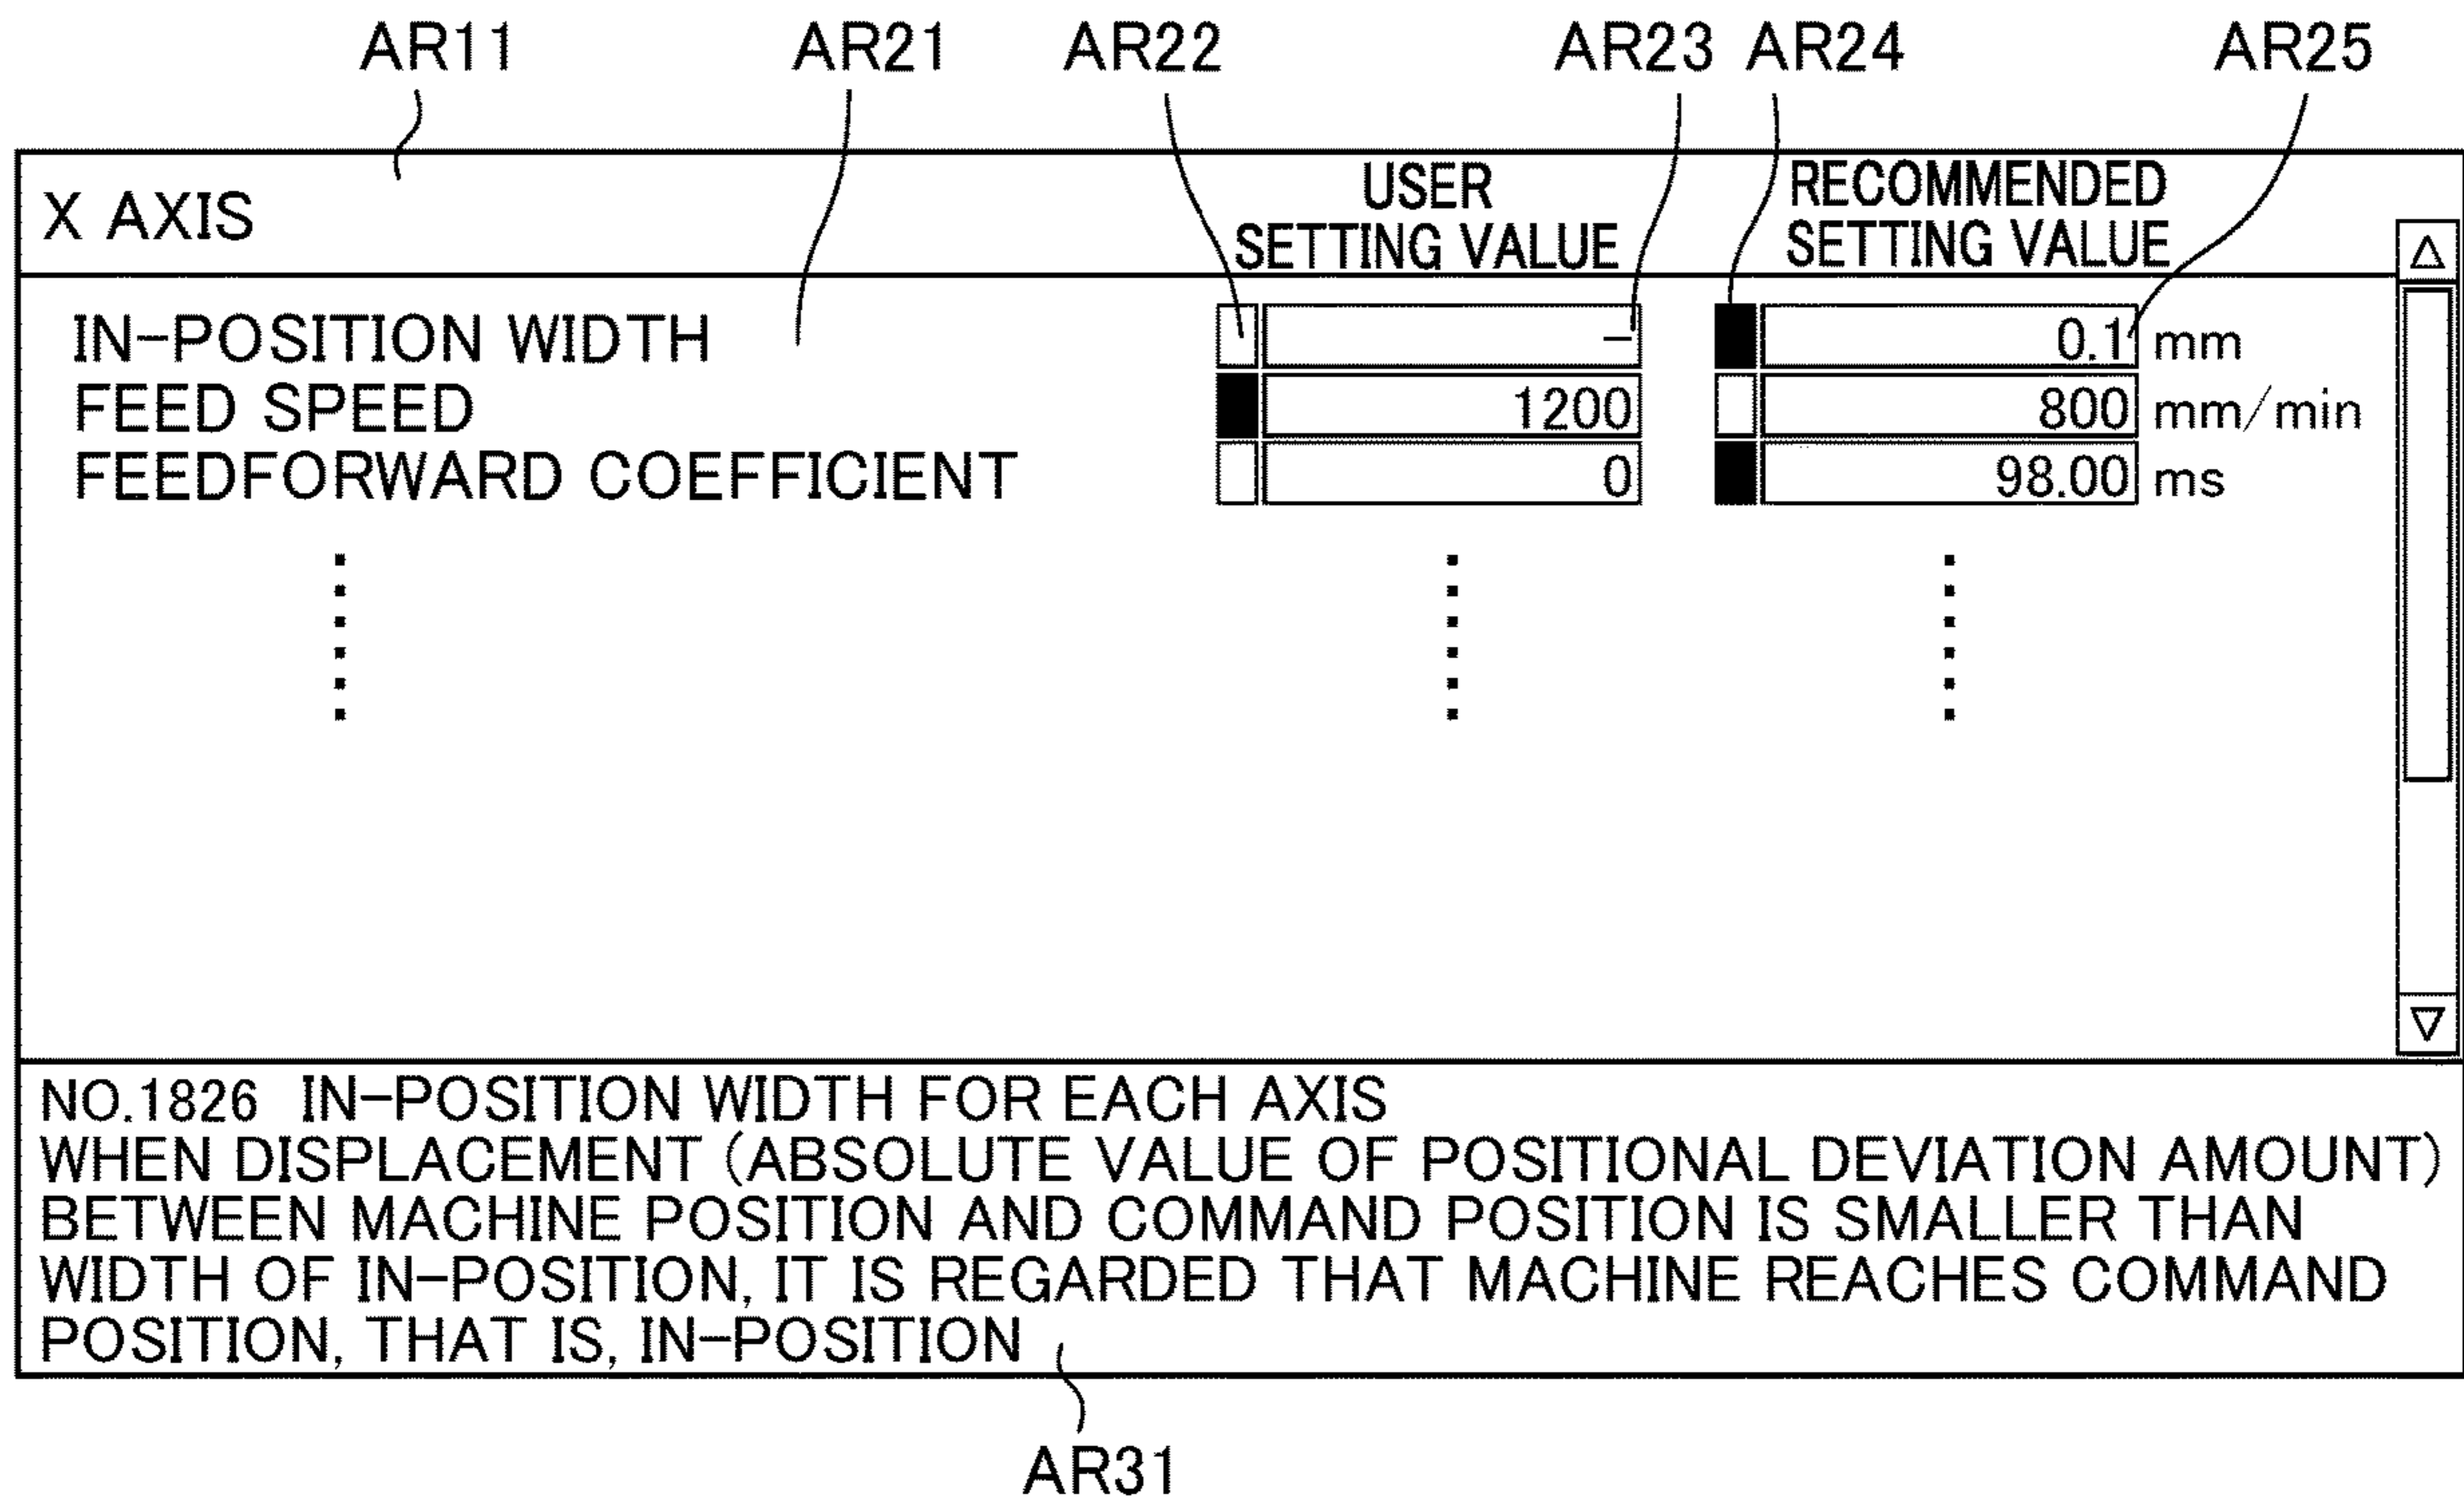 AR11 AR21 AR22 AR23 AR24 AR25
X AXIS
USER
SETTING VALUE
RECOMMENDED
SETTING VALUE
IN-POSITION WIDTH – 0.1 mm
FEED SPEED 1200 800 mm/min
FEEDFORWARD COEFFICIENT 0 98.00 ms
NO.1826 IN-POSITION WIDTH FOR EACH AXIS
WHEN DISPLACEMENT (ABSOLUTE VALUE OF POSITIONAL DEVIATION AMOUNT)
BETWEEN MACHINE POSITION AND COMMAND POSITION IS SMALLER THAN
WIDTH OF IN-POSITION, IT IS REGARDED THAT MACHINE REACHES COMMAND
POSITION, THAT IS, IN-POSITION
AR31